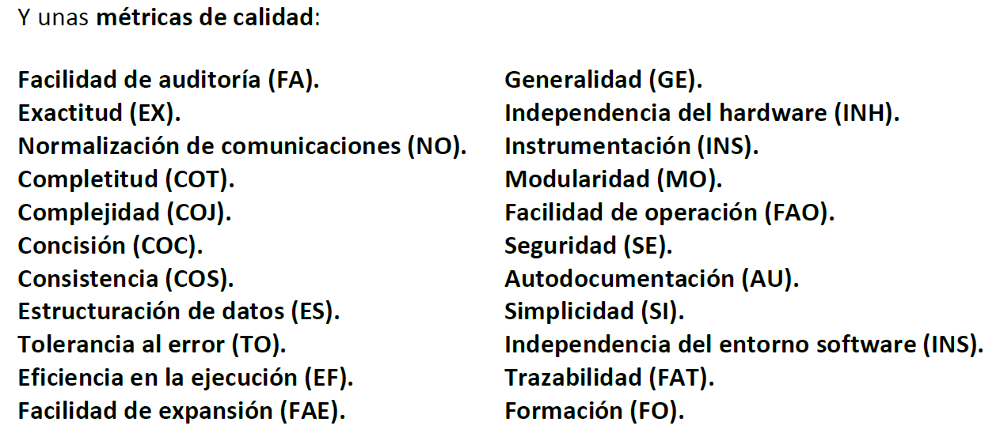 Y unas métricas de calidad:
Facilidad de auditoría (FA).
Exactitud (EX).
Normalización de comunicaciones (NO).
Completitud (COT).
Complejidad (COJ).
Concisión (COC).
Consistencia (COS).
Estructuración de datos (ES).
Tolerancia al error (TO).
Eficiencia en la ejecución (EF).
Facilidad de expansión (FAE).
Generalidad (GE).
Independencia del hardware (INH).
Instrumentación (INS).
Modularidad (MO).
Facilidad de operación (FAO).
Seguridad (SE).
Autodocumentación (AU).
Simplicidad (SI).
Independencia del entorno software (INS).
Trazabilidad (FAT).
Formación (FO).